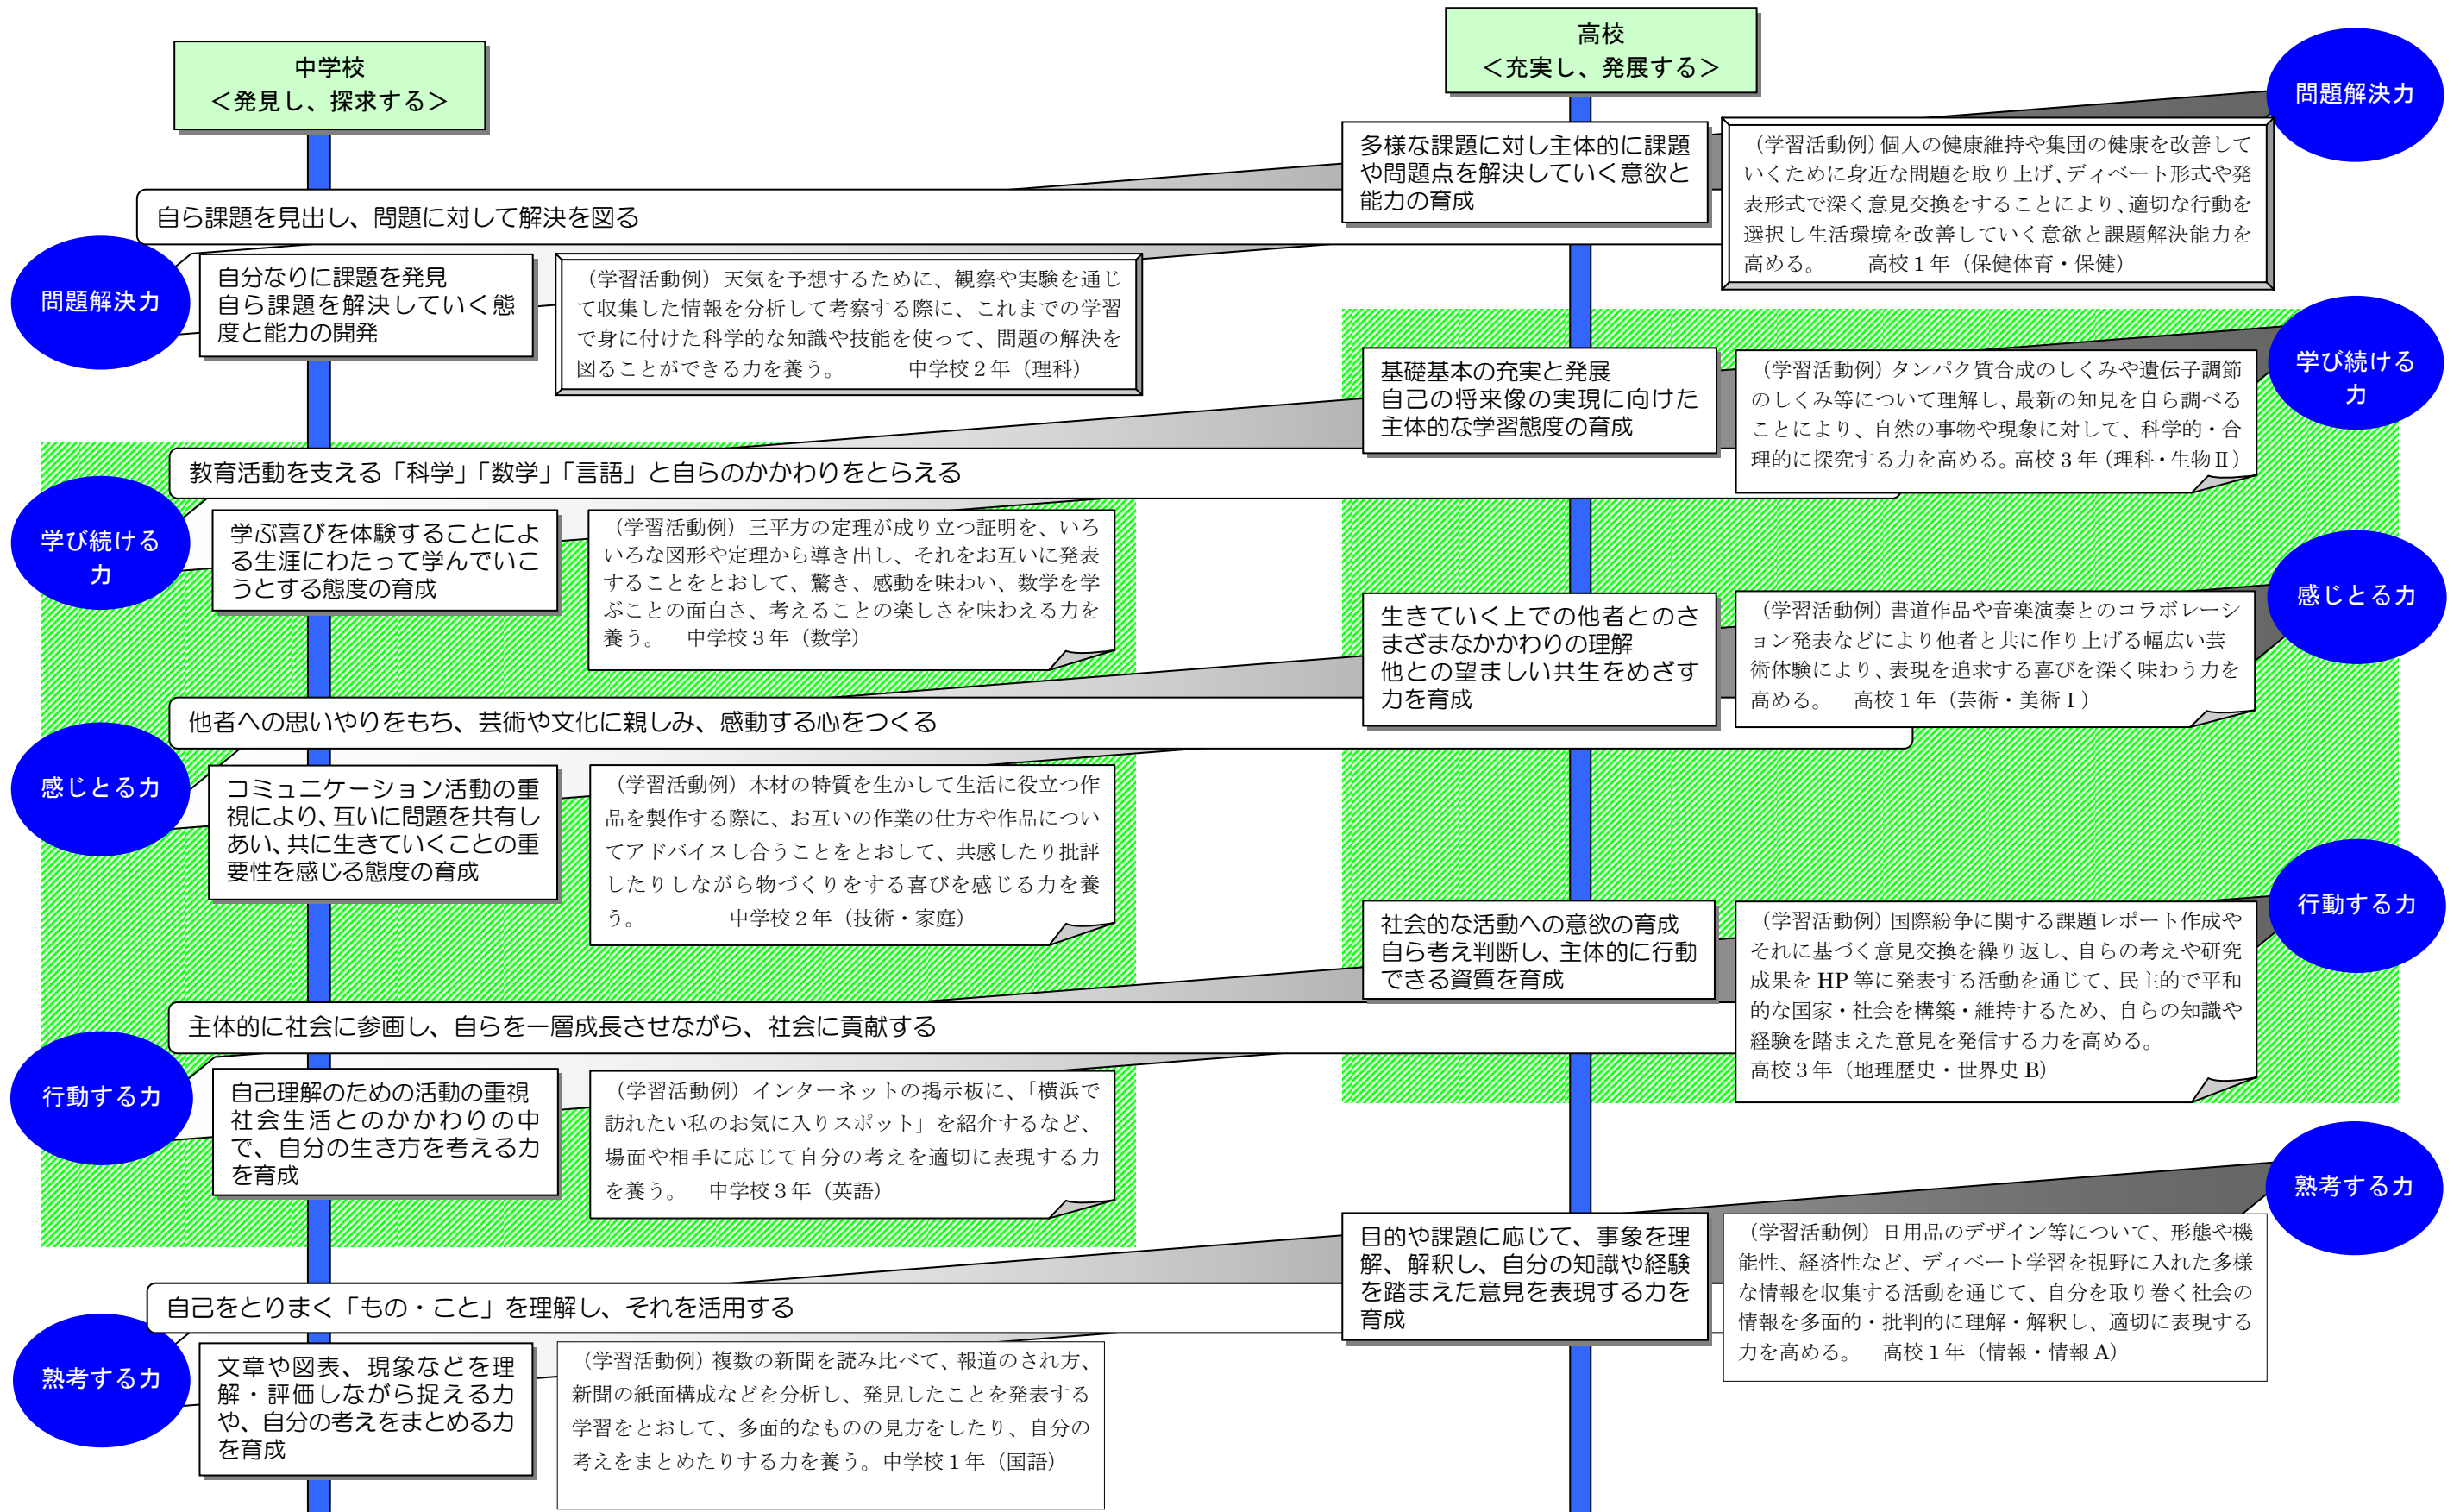 中学校
＜発見し、探求する＞
高校
＜充実し、発展する＞
問題解決力
多様な課題に対し主体的に課題
や問題点を解決していく意欲と
能力の育成
（学習活動例）個人の健康維持や集団の健康を改善して
いくために身近な問題を取り上げ、ディベート形式や発
表形式で深く意見交換をすることにより、適切な行動を
選択し生活環境を改善していく意欲と課題解決能力を
高める。　高校１年（保健体育・保健）
自ら課題を見出し、問題に対して解決を図る
問題解決力
自分なりに課題を発見
自ら課題を解決していく態
度と能力の開発
（学習活動例）天気を予想するために、観察や実験を通じ
て収集した情報を分析して考察する際に、これまでの学習
で身に付けた科学的な知識や技能を使って、問題の解決を
図ることができる力を養う。　中学校２年（理科）
学び続ける
力
基礎基本の充実と発展
自己の将来像の実現に向けた
主体的な学習態度の育成
（学習活動例）タンパク質合成のしくみや遺伝子調節
のしくみ等について理解し、最新の知見を自ら調べる
ことにより、自然の事物や現象に対して、科学的・合
理的に探究する力を高める。高校３年（理科・生物Ⅱ）
教育活動を支える「科学」「数学」「言語」と自らのかかわりをとらえる
学び続ける
力
学ぶ喜びを体験することによ
る生涯にわたって学んでいこ
うとする態度の育成
（学習活動例）三平方の定理が成り立つ証明を、いろ
いろな図形や定理から導き出し、それをお互いに発表
することをとおして、驚き、感動を味わい、数学を学
ぶことの面白さ、考えることの楽しさを味わえる力を
養う。　中学校３年（数学）
感じとる力
生きていく上での他者とのさ
まざまなかかわりの理解
他との望ましい共生をめざす
力を育成
（学習活動例）書道作品や音楽演奏とのコラボレーシ
ョン発表などにより他者と共に作り上げる幅広い芸
術体験により、表現を追求する喜びを深く味わう力を
高める。　高校１年（芸術・美術Ⅰ）
他者への思いやりをもち、芸術や文化に親しみ、感動する心をつくる
感じとる力
コミュニケーション活動の重
視により、互いに問題を共有し
あい、共に生きていくことの重
要性を感じる態度の育成
（学習活動例）木材の特質を生かして生活に役立つ作
品を製作する際に、お互いの作業の仕方や作品につい
てアドバイスし合うことをとおして、共感したり批評
したりしながら物づくりをする喜びを感じる力を養
う。　中学校２年（技術・家庭）
行動する力
社会的な活動への意欲の育成
自ら考え判断し、主体的に行動
できる資質を育成
（学習活動例）国際紛争に関する課題レポート作成や
それに基づく意見交換を繰り返し、自らの考えや研究
成果を HP 等に発表する活動を通じて、民主的で平和
的な国家・社会を構築・維持するため、自らの知識や
経験を踏まえた意見を発信する力を高める。
高校３年（地理歴史・世界史 B）
主体的に社会に参画し、自らを一層成長させながら、社会に貢献する
行動する力
自己理解のための活動の重視
社会生活とのかかわりの中
で、自分の生き方を考える力
を育成
（学習活動例）インターネットの掲示板に、「横浜で
訪れたい私のお気に入りスポット」を紹介するなど、
場面や相手に応じて自分の考えを適切に表現する力
を養う。　中学校３年（英語）
熟考する力
目的や課題に応じて、事象を理
解、解釈し、自分の知識や経験
を踏まえた意見を表現する力を
育成
（学習活動例）日用品のデザイン等について、形態や機
能性、経済性など、ディベート学習を視野に入れた多様
な情報を収集する活動を通じて、自分を取り巻く社会の
情報を多面的・批判的に理解・解釈し、適切に表現する
力を高める。　高校１年（情報・情報 A）
自己をとりまく「もの・こと」を理解し、それを活用する
熟考する力
文章や図表、現象などを理
解・評価しながら捉える力
や、自分の考えをまとめる力
を育成
（学習活動例）複数の新聞を読み比べて、報道のされ方、
新聞の紙面構成などを分析し、発見したことを発表する
学習をとおして、多面的なものの見方をしたり、自分の
考えをまとめたりする力を養う。中学校１年（国語）